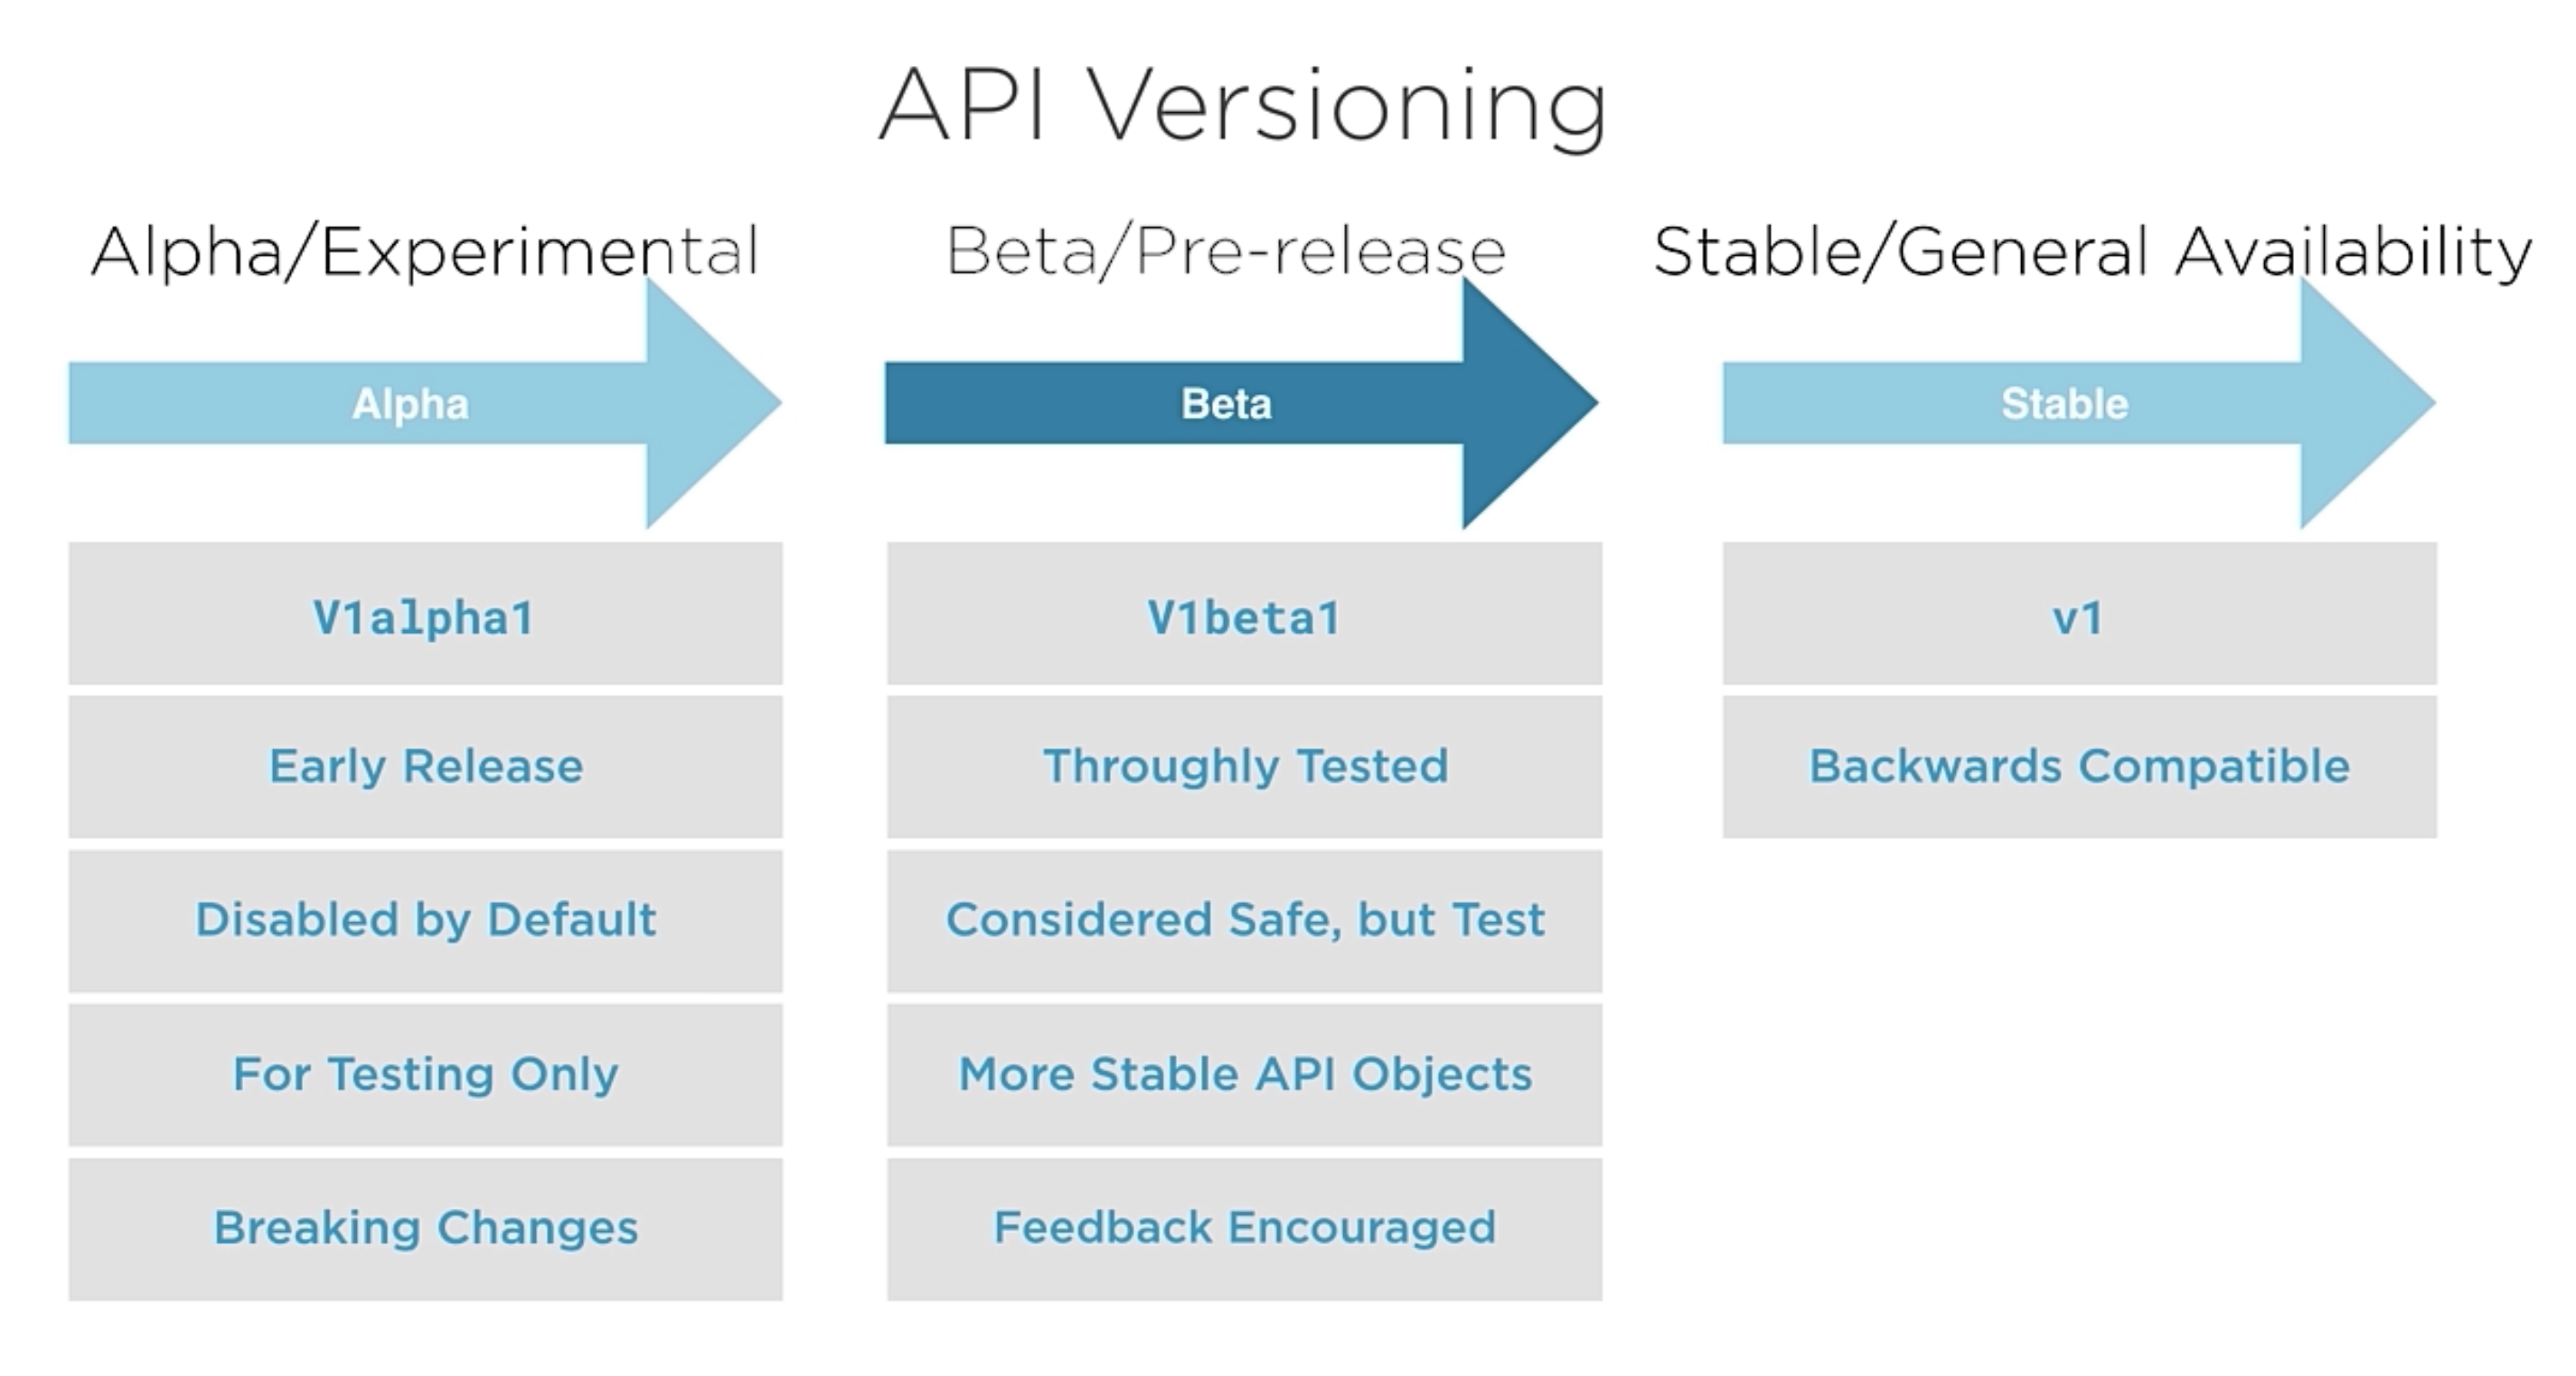 API Versioning
Alpha/Experimental
Alpha
V1alpha1
Early Release
Disabled by Default
For Testing Only
Breaking Changes
Beta/Pre-release
Beta
V1beta1
Throughly Tested
Considered Safe, but Test
More Stable API Objects
Feedback Encouraged
Stable/General Availability
Stable
v1
Backwards Compatible